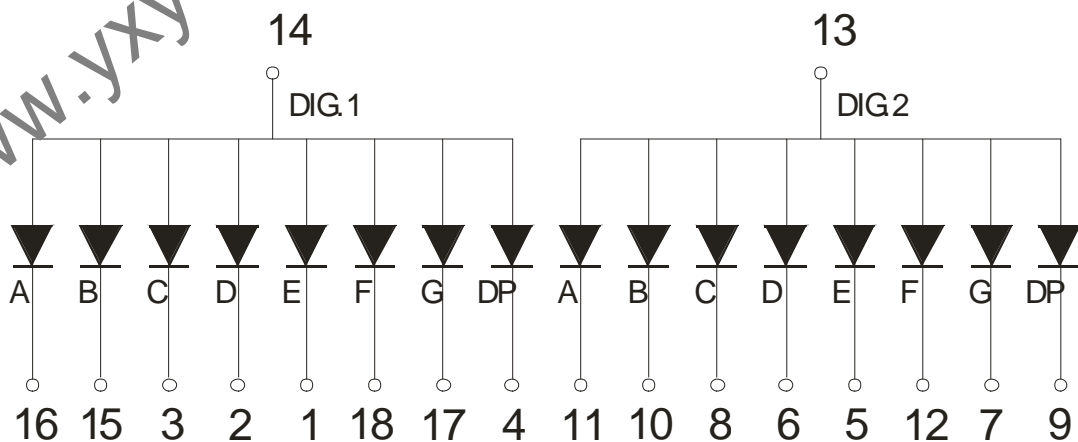 www.yxy
14 13
DIG.1 DIG.2
A B C D E F G DP A B C D E F G DP
16 15 3 2 1 18 17 4 11 10 8 6 5 12 7 9